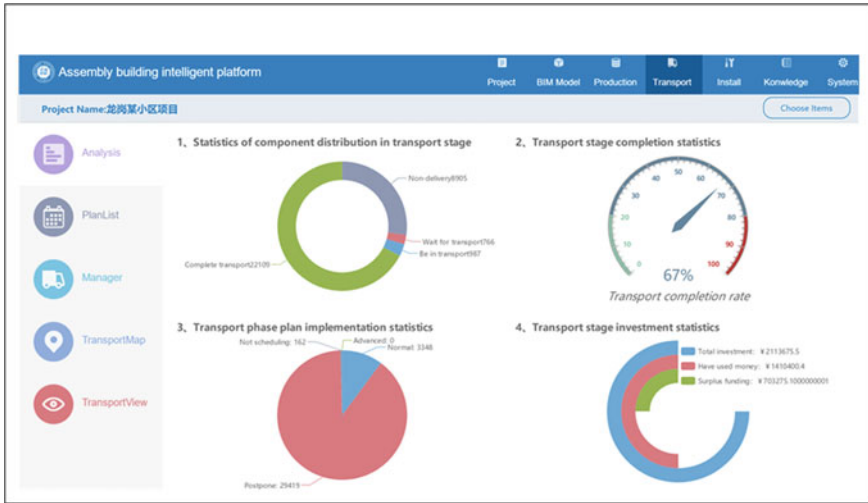 Assembly building intelligent platform
Project
BIM Model
Production
Transport
Install
Konwledge
System
Project Name:龙岗某小区项目
Choose Items
Analysis
PlanList
Manager
TransportMap
TransportView
1、Statistics of component distribution in transport stage
Non-delivery8905
Wait for transport766
Be in transport987
Complete transport22109
2、Transport stage completion statistics
0
10
20
30
40
50
60
70
80
90
100
67%
Transport completion rate
3、Transport phase plan implementation statistics
Not scheduling: 162
Advanced: 0
Normal: 3348
Postpone: 29419
4、Transport stage investment statistics
Total investment: ¥2113675.5
Have used money: ¥1410400.4
Surplus funding: ¥703275.1000000001